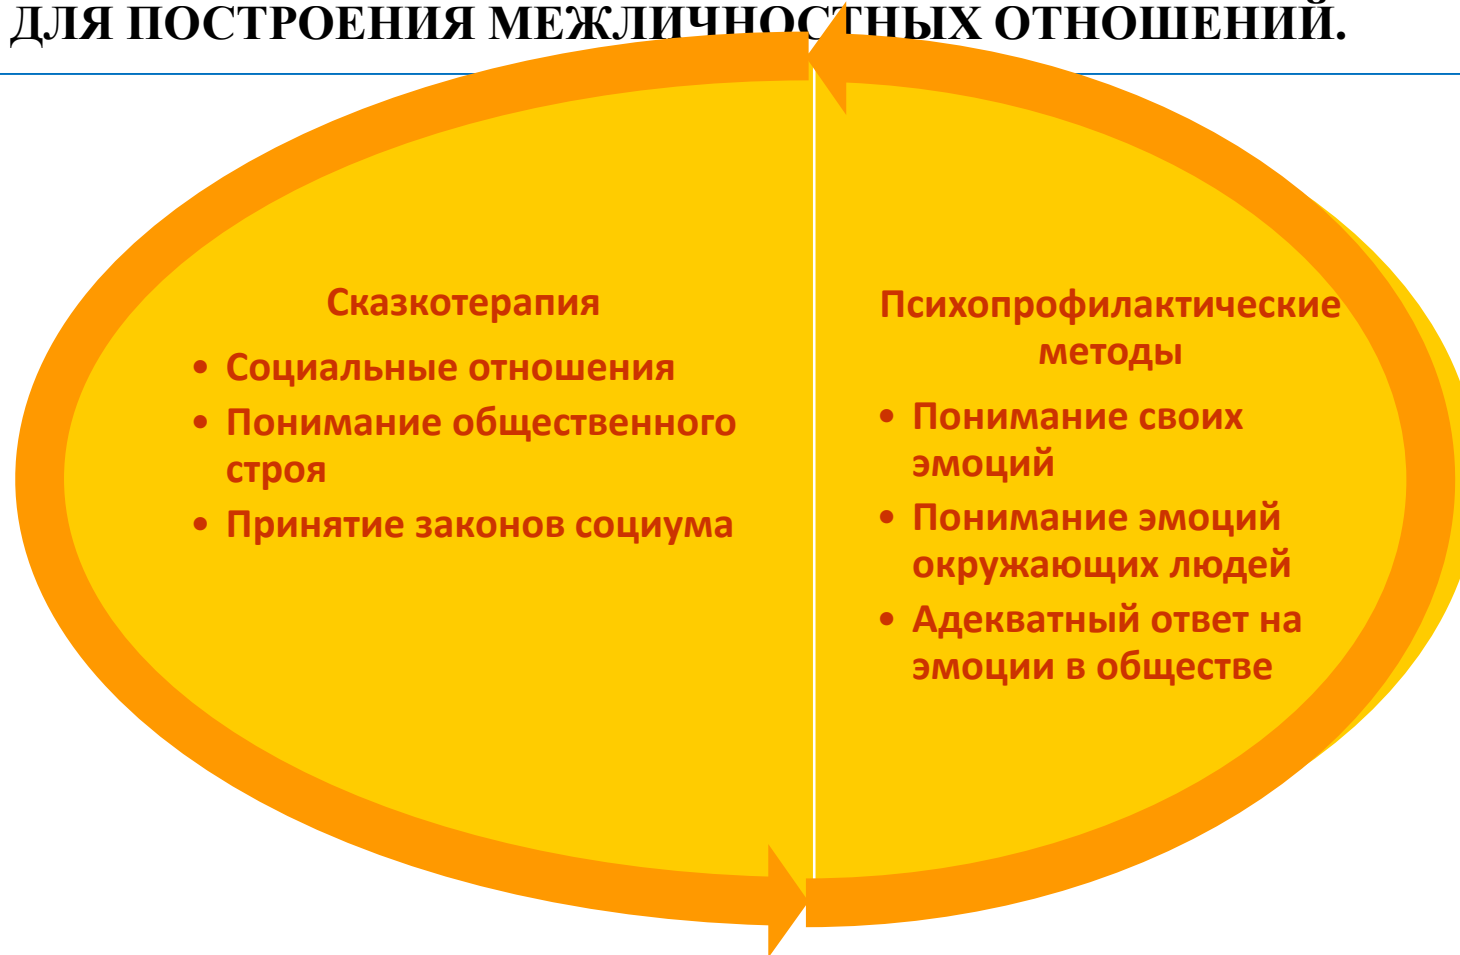 ДЛЯ ПОСТРОЕНИЯ МЕЖЛИЧНОСТНЫХ ОТНОШЕНИЙ.
Сказкотерапия
• Социальные отношения
• Понимание общественного
строя
• Принятие законов социума
Психопрофилактические
методы
• Понимание своих
эмоций
• Понимание эмоций
окружающих людей
• Адекватный ответ на
эмоции в обществе